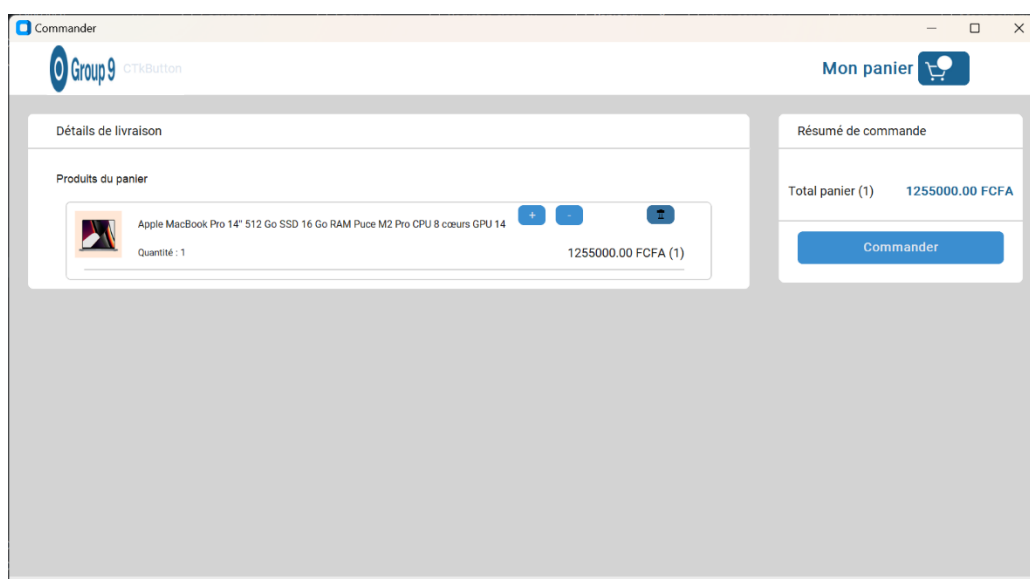 Commander
Group 9 CTkButton
Mon panier
Détails de livraison
Produits du panier
Apple MacBook Pro 14" 512 Go SSD 16 Go RAM Puce M2 Pro CPU 8 cœurs GPU 14
+ -
Quantité : 1
1255000.00 FCFA (1)
Résumé de commande
Total panier (1) 1255000.00 FCFA
Commander